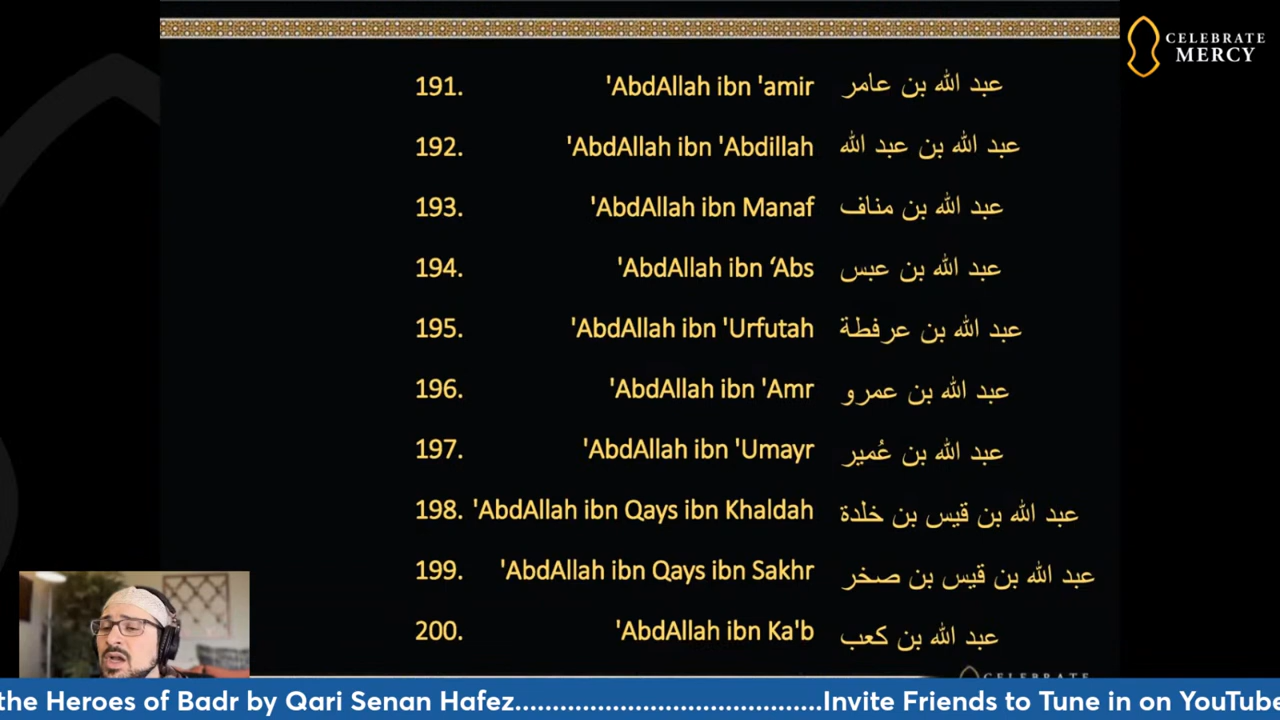 CELEBRATE
MERCY
191. 'AbdAllah ibn 'amir عبد الله بن عامر
192. 'AbdAllah ibn 'Abdillah عبد الله بن عبد الله
193. 'AbdAllah ibn Manaf عبد الله بن مناف
194. 'AbdAllah ibn ‘Abs عبد الله بن عبس
195. 'AbdAllah ibn 'Urfutah عبد الله بن عرفطة
196. 'AbdAllah ibn 'Amr عبد الله بن عمرو
197. 'AbdAllah ibn 'Umayr عبد الله بن عُمير
198. 'AbdAllah ibn Qays ibn Khaldah عبد الله بن قيس بن خلدة
199. 'AbdAllah ibn Qays ibn Sakhr عبد الله بن قيس بن صخر
200. 'AbdAllah ibn Ka'b عبد الله بن كعب
CELEBRATE
the Heroes of Badr by Qari Senan Hafez.......................................Invite Friends to Tune in on YouTube